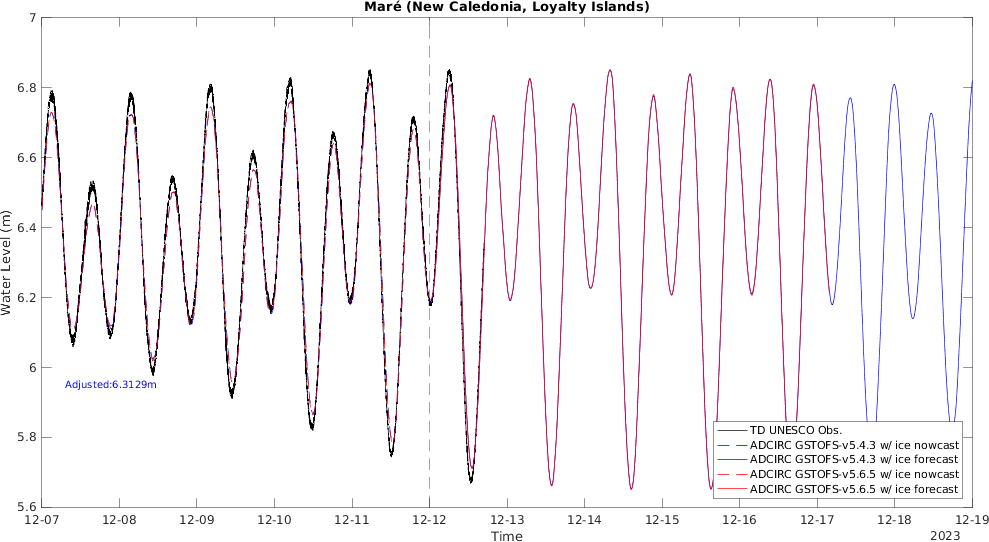 Maré (New Caledonia, Loyalty Islands)
7
6.8
6.6
6.4
6.2
6
5.8
5.6
Water Level (m)
Adjusted:6.3129m
TD UNESCO Obs.
ADCIRC GSTOFS-v5.4.3 w/ ice nowcast
ADCIRC GSTOFS-v5.4.3 w/ ice forecast
ADCIRC GSTOFS-v5.6.5 w/ ice nowcast
ADCIRC GSTOFS-v5.6.5 w/ ice forecast
12-07 12-08 12-09 12-10 12-11 12-12 12-13 12-14 12-15 12-16 12-17 12-18 12-19
Time
2023